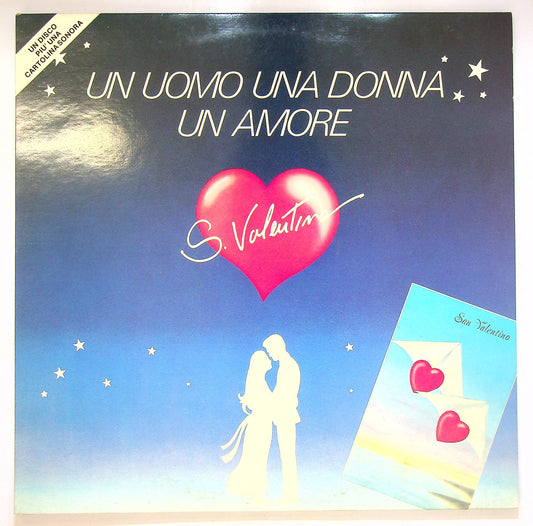 UN DISCO
PIU' UNA
CARTOLINA SONORA
UN UOMO UNA DONNA
UN AMORE
S. Valentino
San Valentino